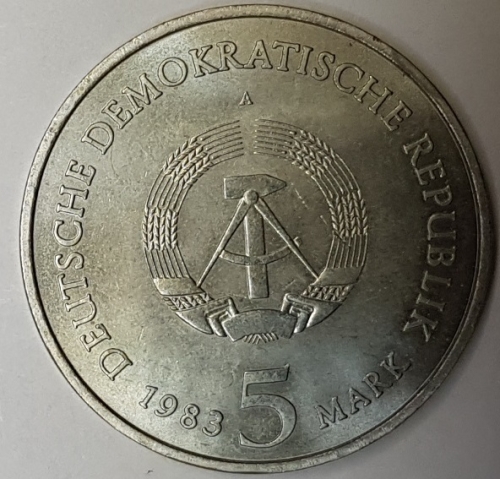 DEUTSCHE DEMOKRATISCHE REPUBLIK
A
1983 5 MARK